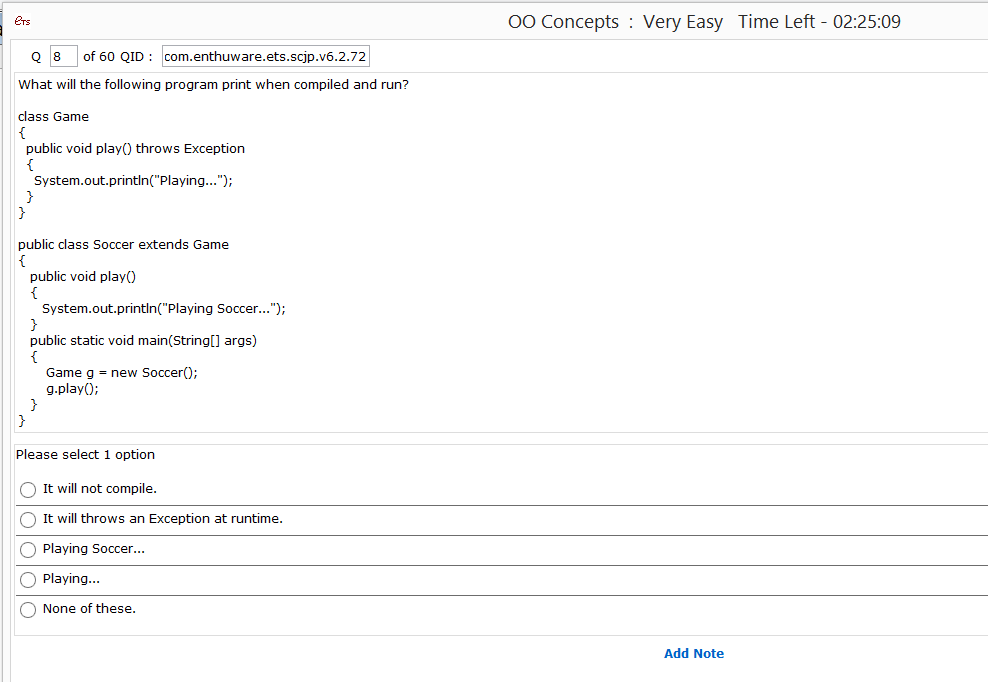 Ets
OO Concepts : Very Easy Time Left - 02:25:09
Q 8 of 60 QID : com.enthuware.ets.scjp.v6.2.72
What will the following program print when compiled and run?
class Game
{
public void play() throws Exception
{
System.out.println("Playing...");
}
}
public class Soccer extends Game
{
public void play()
{
System.out.println("Playing Soccer...");
}
public static void main(String[] args)
{
Game g = new Soccer();
g.play();
}
}
Please select 1 option
It will not compile.
It will throws an Exception at runtime.
Playing Soccer...
Playing...
None of these.
Add Note